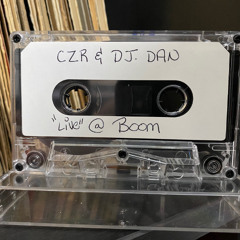 CZR & DJ. DAN
"Live" @ Boom